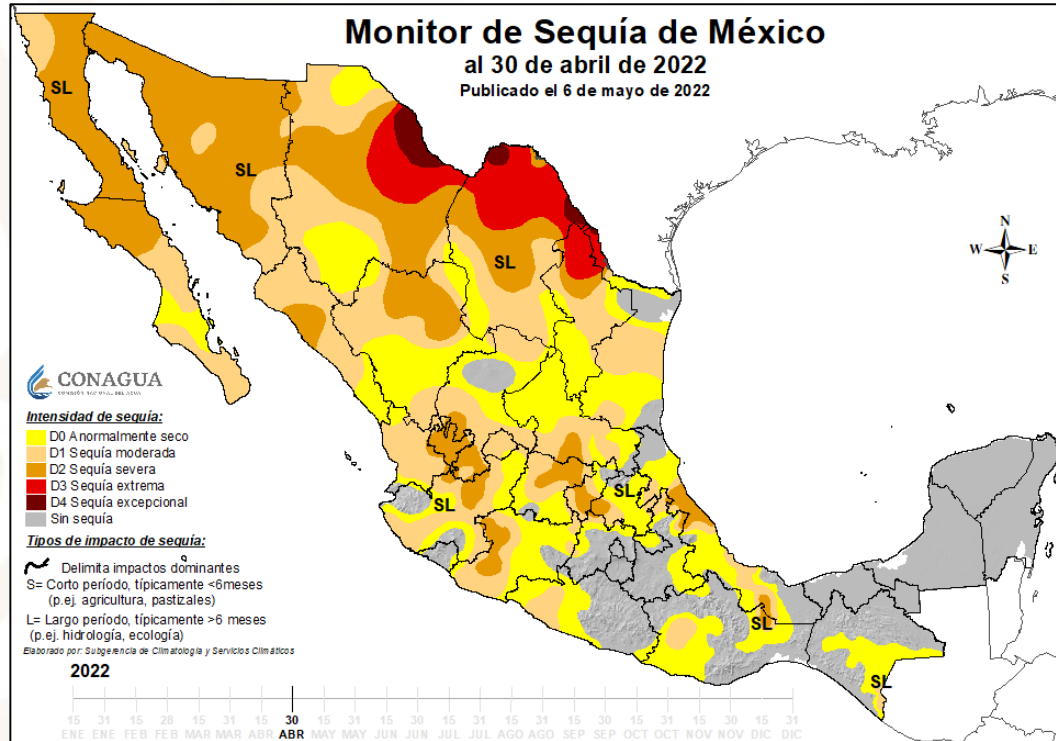 Monitor de Sequía de México
al 30 de abril de 2022
Publicado el 6 de mayo de 2022
SL
SL
SL
N
W E
S
CONAGUA
COMISIÓN NACIONAL DEL AGUA
Intensidad de sequía:
D0 Anormalmente seco
D1 Sequía moderada
D2 Sequía severa
D3 Sequía extrema
D4 Sequía excepcional
Sin sequía
SL
SL
SL
SL
Tipos de impacto de sequía:
Delimita impactos dominantes
S= Corto período, típicamente <6meses
(p.ej. agricultura, pastizales)
L= Largo período, típicamente >6 meses
(p.ej. hidrología, ecología)
Elaborado por: Subgerencia de Climatología y Servicios Climáticos
2022
15 31 15 28 15 31 15 30 15 31 15 30 15 31 15 31 15 30 15 31 15 30 15 31
ENE ENE FEB FEB MAR MAR ABR ABR MAY MAY JUN JUN JUL JUL AGO AGO SEP SEP OCT OCT NOV NOV DIC DIC